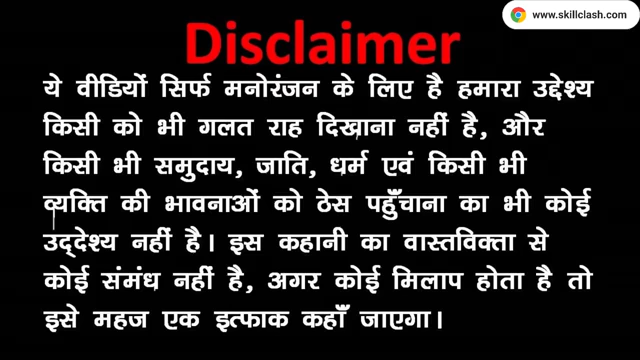 www.skillclash.com
Disclaimer
ये वीडियों सिर्फ मनोरंजन के लिए है हमारा उद्देश्य
किसी को भी गलत राह दिखाना नहीं है, और
किसी भी समुदाय, जाति, धर्म एवं किसी भी
व्यक्ति की भावनाओं को ठेस पहुँचाना का भी कोई
उद्देश्य नहीं है। इस कहानी का वास्तविक्ता से
कोई संमंध नहीं है, अगर कोई मिलाप होता है तो
इसे महज एक इत्फाक कहाँ जाएगा।